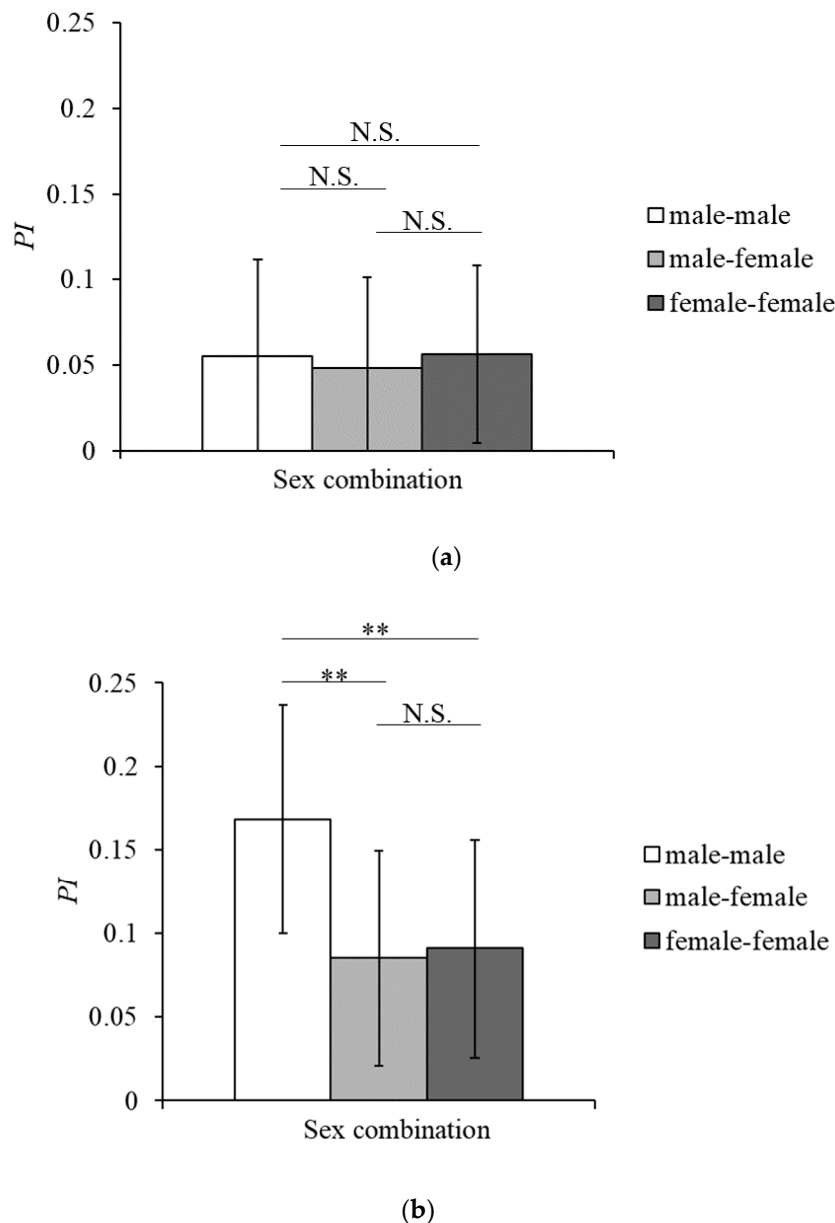 0.25
0.2
0.15
0.1
0.05
0
PI
N.S.
N.S.
N.S.
Sex combination
male-male
male-female
female-female
(a)
**
**
N.S.
0.25
0.2
0.15
0.1
0.05
0
PI
Sex combination
male-male
male-female
female-female
(b)